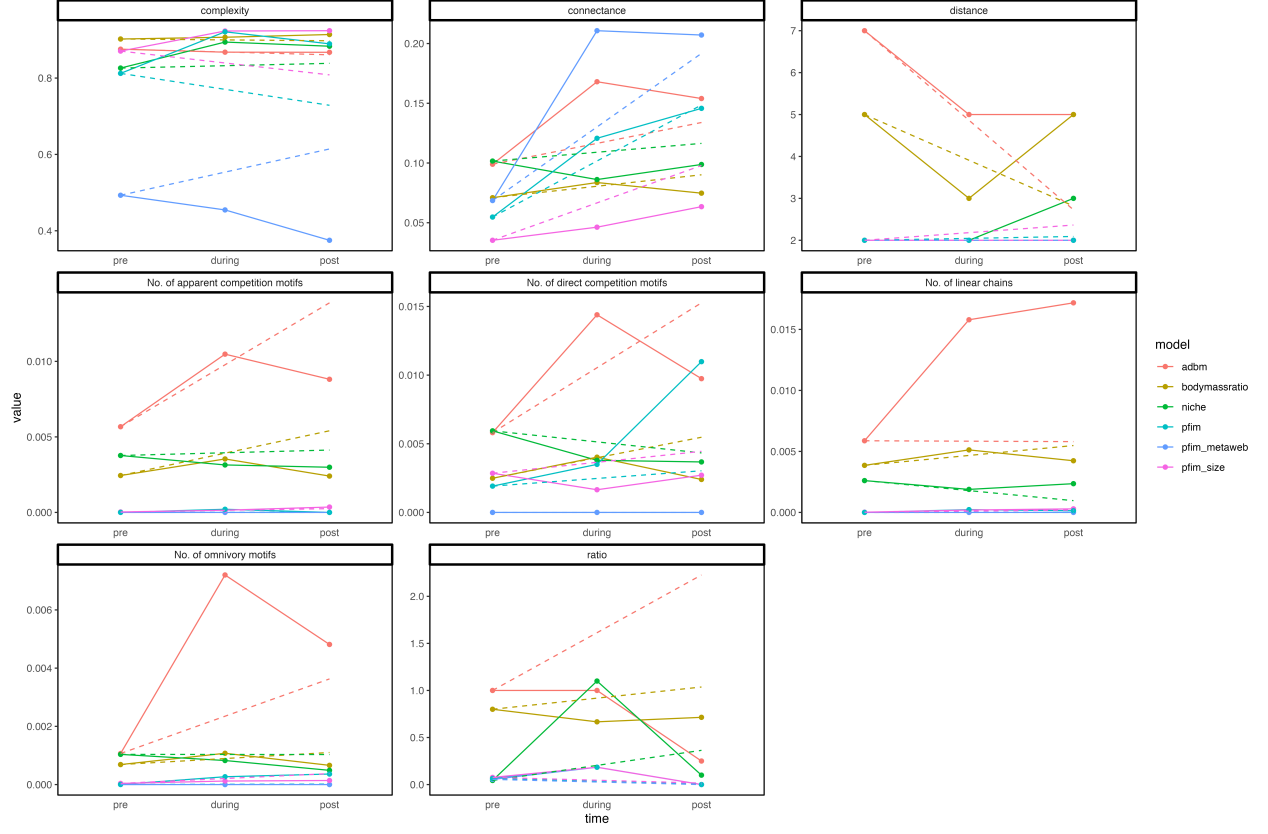 complexity
connectance
distance
0.8
0.6
0.4
0.20
0.15
0.10
0.05
7
6
5
4
3
2
pre during post
pre during post
pre during post
No. of apparent competition motifs
No. of direct competition motifs
No. of linear chains
0.010
0.005
0.000
0.015
0.010
0.005
0.000
0.015
0.010
0.005
0.000
pre during post
pre during post
pre during post
value
No. of omnivory motifs
ratio
0.006
0.004
0.002
0.000
2.0
1.5
1.0
0.5
0.0
pre during post
pre during post
time
model
adbm
bodymassratio
niche
pfim
pfim_metaweb
pfim_size